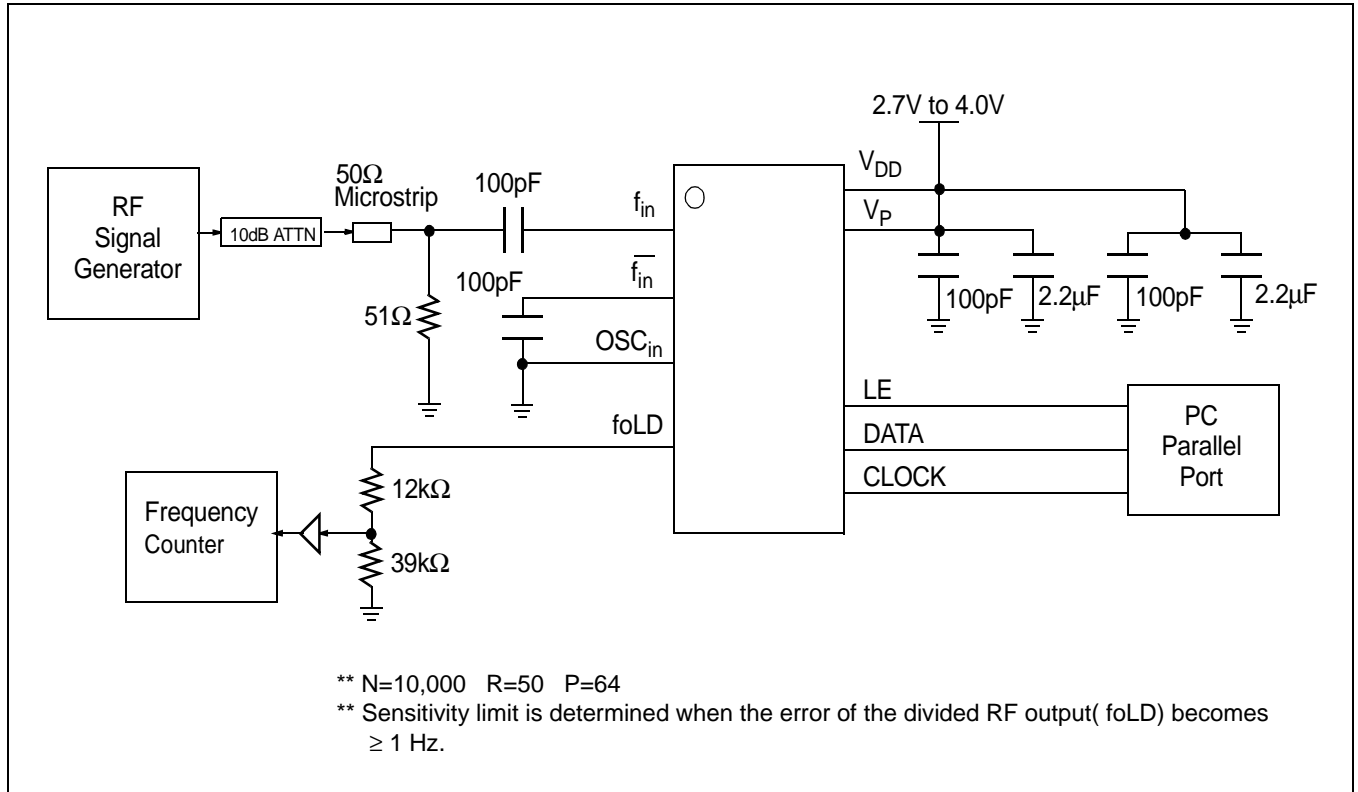 2.7V to 4.0V
RF
Signal
Generator
10dB ATTN
50Ω
Microstrip
100pF
51Ω
100pF
f_in
f̅_in
OSC_in
foLD
V_DD
V_P
100pF
2.2μF
100pF
2.2μF
LE
DATA
CLOCK
PC
Parallel
Port
12kΩ
39kΩ
Frequency
Counter
** N=10,000 R=50 P=64
** Sensitivity limit is determined when the error of the divided RF output( foLD) becomes
≥ 1 Hz.